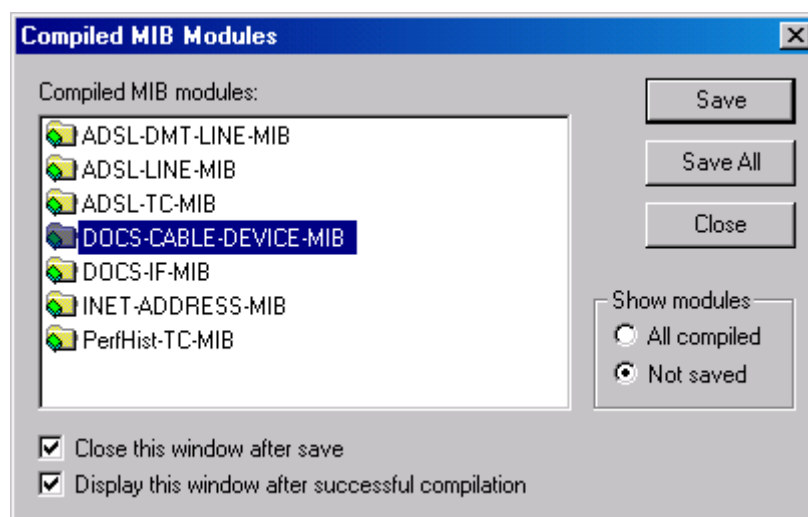 Compiled MIB Modules
Compiled MIB modules:
ADSL-DMT-LINE-MIB
ADSL-LINE-MIB
ADSL-TC-MIB
DOCS-CABLE-DEVICE-MIB
DOCS-IF-MIB
INET-ADDRESS-MIB
PerfHist-TC-MIB
Save
Save All
Close
Show modules
All compiled
Not saved
Close this window after save
Display this window after successful compilation